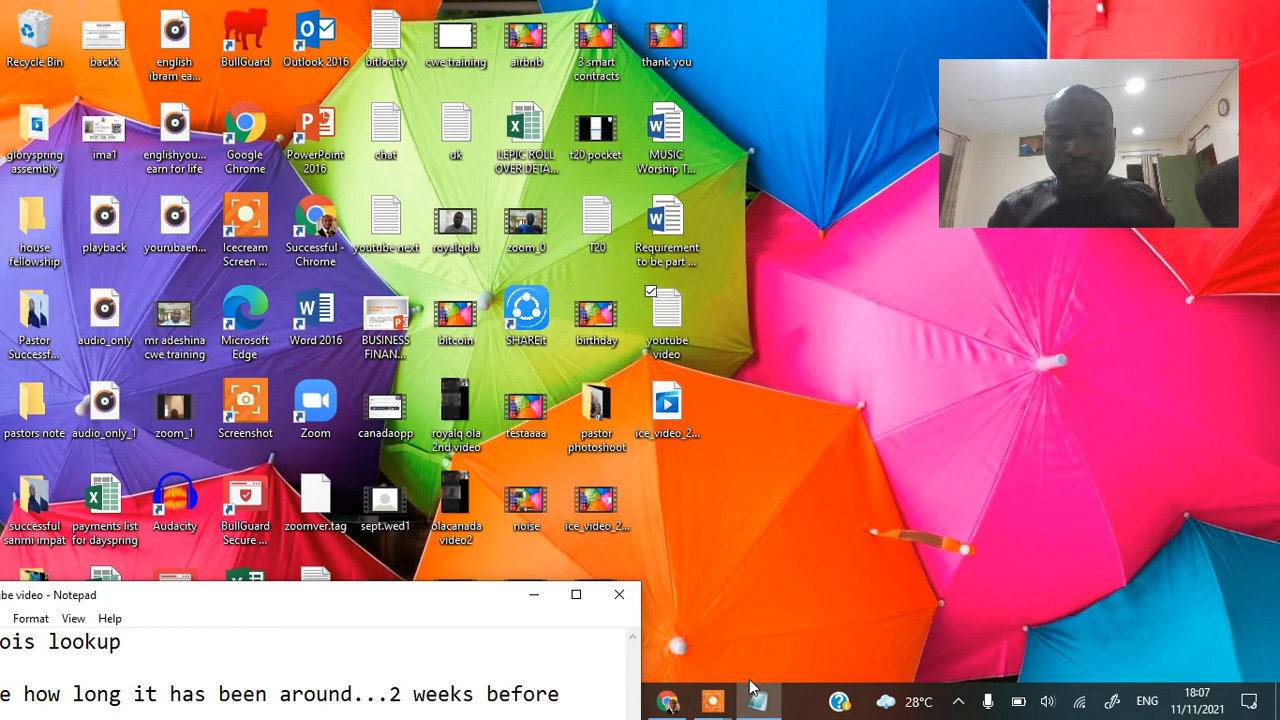 Recycle Bin
backk
english
ibram ea...
BullGuard
Outlook 2016
bitlocity
cwe training
airbnb
3 smart
contracts
thank you
gloryspring
assembly
ima1
englishyou...
earn for life
Google
Chrome
PowerPoint
2016
chat
uk
LEPIC ROLL
OVER DETA...
t20 pocket
MUSIC
Worship T...
house
fellowship
playback
yourubaen...
Icecream
Screen ...
Successful -
Chrome
youtube next
royalqola
zoom_0
T20
Requirement
to be part ...
Pastor
Successf...
audio_only
mr adeshina
cwe training
Microsoft
Edge
Word 2016
BUSINESS
FINAN...
bitcoin
SHAREit
birthday
youtube
video
pastors note
audio_only_1
zoom_1
Screenshot
Zoom
canadaopp
royalq ola
2nd video
testaaaa
pastor
photoshoot
ice_video_2...
successful
sanmi impat
payments list
for dayspring
Audacity
BullGuard
Secure ...
zoomver.tag
sept.wed1
olacanada
video2
noise
ice_video_2...
be video - Notepad
Format View Help
ois lookup
e how long it has been around...2 weeks before
28°C
ENG
18:07
11/11/2021